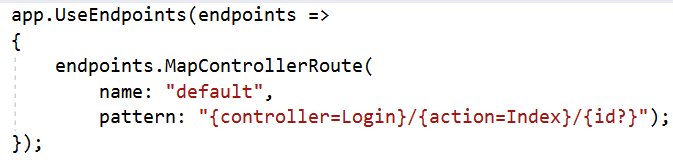 app.UseEndpoints(endpoints =>
{
    endpoints.MapControllerRoute(
        name: "default",
        pattern: "{controller=Login}/{action=Index}/{id?}");
});